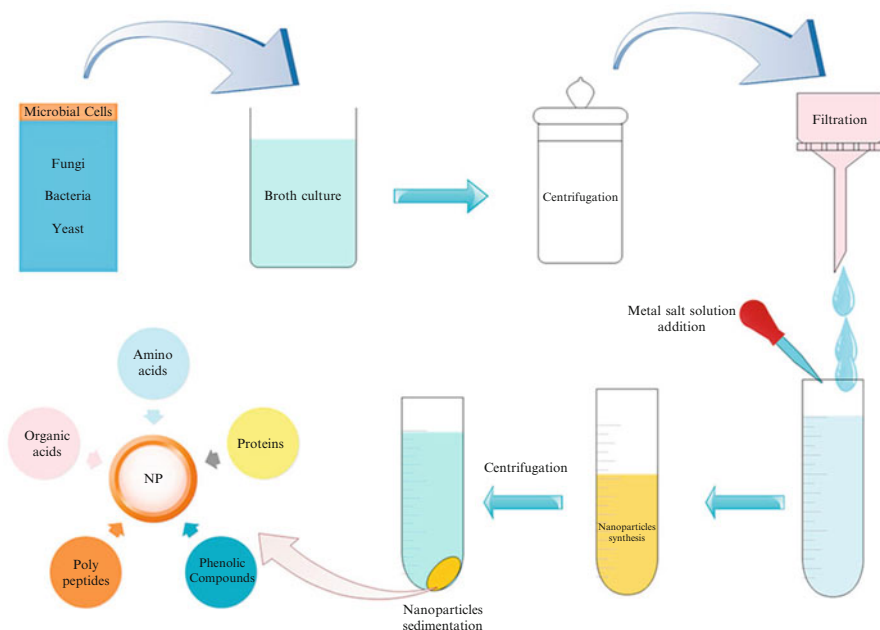 Microbial Cells
Fungi
Bacteria
Yeast
Broth culture
Centrifugation
Filtration
Metal salt solution
addition
Nanoparticles
synthesis
Centrifugation
Nanoparticles
sedimentation
Amino
acids
Organic
acids
Proteins
NP
Poly
peptides
Phenolic
Compounds